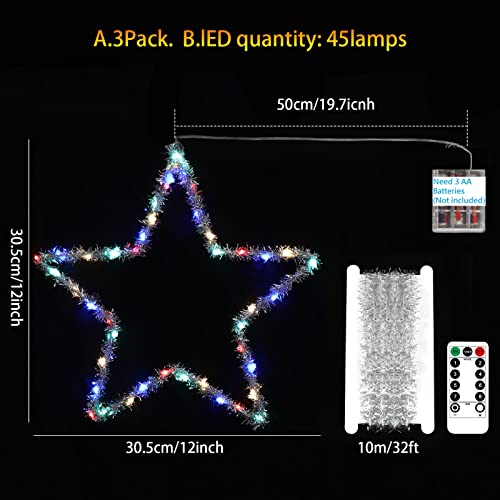 A.3Pack.  B.lED quantity: 45lamps
50cm/19.7icnh
Need 3 AA
Batteries
(Not included)
30.5cm/12inch
30.5cm/12inch
10m/32ft